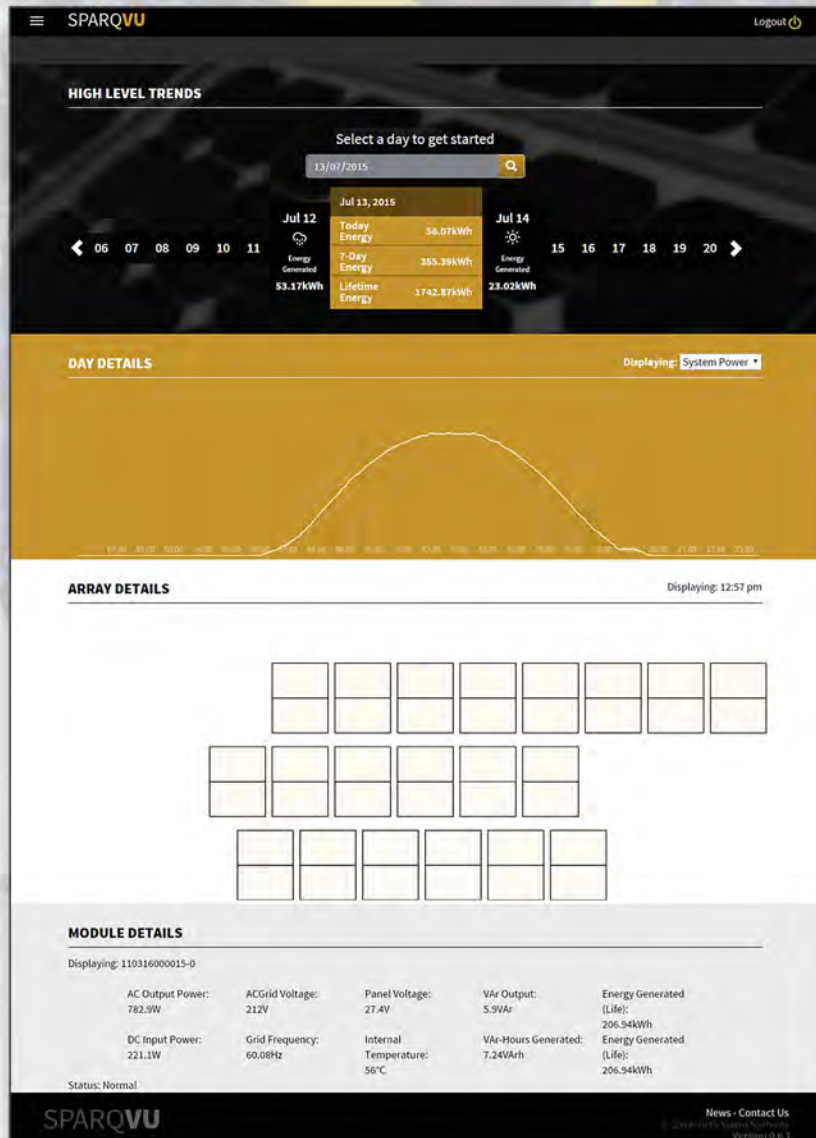 SPARQVU
Logout
HIGH LEVEL TRENDS
Select a day to get started
13/07/2015
06 07 08 09 10 11
Jul 12
Energy
Generated
53.17kWh
Jul 13, 2015
Today
Energy
56.07kWh
7-Day
Energy
355.39kWh
Lifetime
Energy
1742.87kWh
Jul 14
Energy
Generated
23.02kWh
15 16 17 18 19 20
DAY DETAILS
Displaying: System Power
ARRAY DETAILS
Displaying: 12:57 pm
MODULE DETAILS
Displaying: 110316000015-0
AC Output Power:
782.9W
ACGrid Voltage:
212V
Panel Voltage:
27.4V
VAr Output:
5.9VAr
Energy Generated
(Life):
206.94kWh
DC Input Power:
221.1W
Grid Frequency:
60.08Hz
Internal
Temperature:
56°C
VAr-Hours Generated:
7.24VArh
Energy Generated
(Life):
206.94kWh
Status: Normal
SPARQVU
News - Contact Us